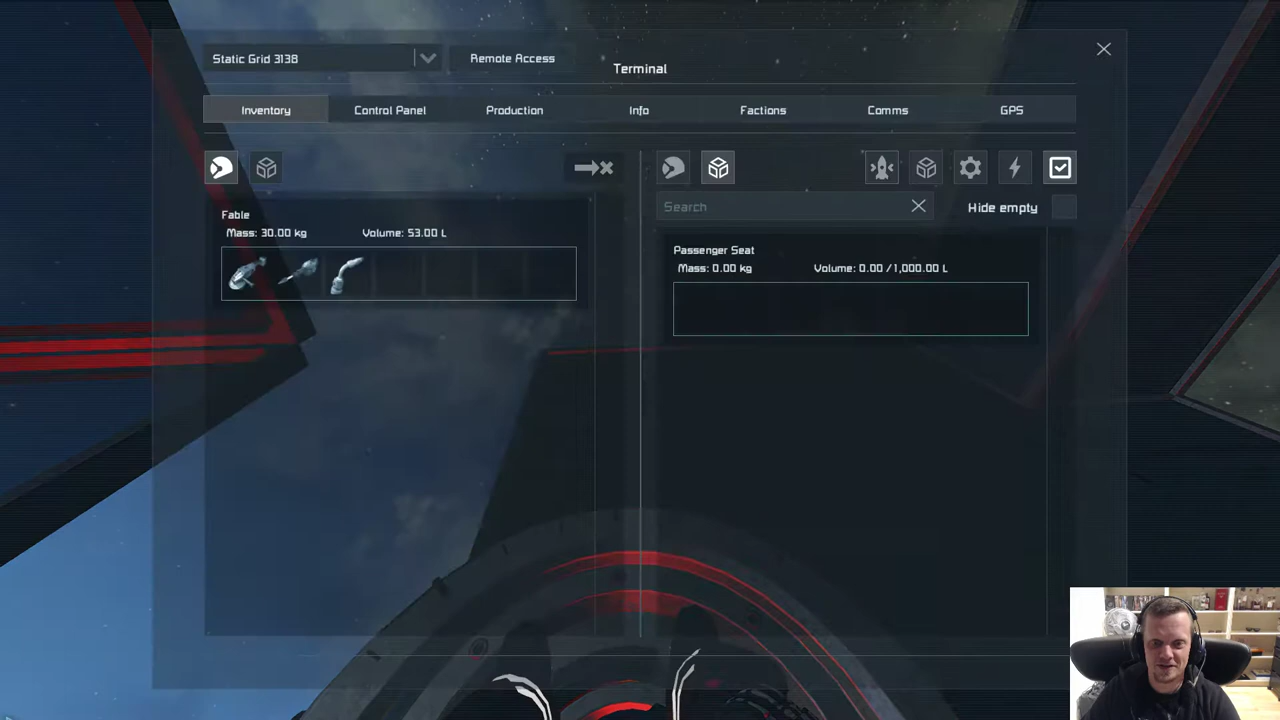 Static Grid 3138
Remote Access
Terminal
Inventory
Control Panel
Production
Info
Factions
Comms
GPS
Search
Hide empty
Fable
Mass: 30.00 kg
Volume: 53.00 L
Passenger Seat
Mass: 0.00 kg
Volume: 0.00 / 1,000.00 L